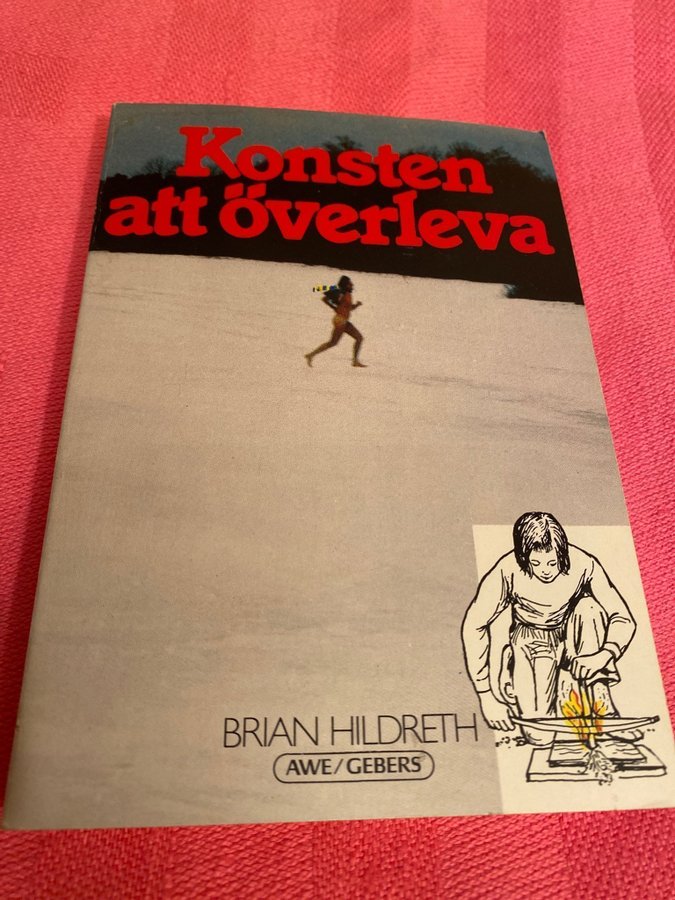 Konsten
att överleva
BRIAN HILDRETH
AWE/GEBERS